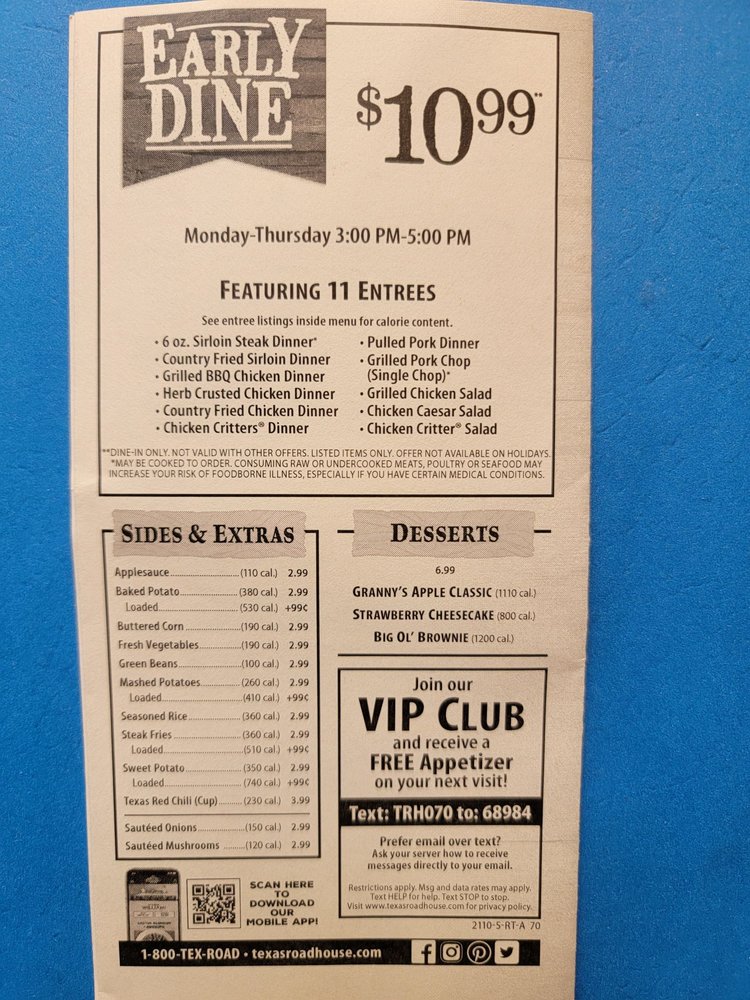 EARLY
DINE
$10.99**
Monday-Thursday 3:00 PM-5:00 PM
FEATURING 11 ENTREES
See entree listings inside menu for calorie content.
• 6 oz. Sirloin Steak Dinner*
• Country Fried Sirloin Dinner
• Grilled BBQ Chicken Dinner
• Herb Crusted Chicken Dinner
• Country Fried Chicken Dinner
• Chicken Critters® Dinner
• Pulled Pork Dinner
• Grilled Pork Chop
(Single Chop)*
• Grilled Chicken Salad
• Chicken Caesar Salad
• Chicken Critter® Salad
**DINE-IN ONLY. NOT VALID WITH OTHER OFFERS. LISTED ITEMS ONLY. OFFER NOT AVAILABLE ON HOLIDAYS.
*MAY BE COOKED TO ORDER. CONSUMING RAW OR UNDERCOOKED MEATS, POULTRY OR SEAFOOD MAY
INCREASE YOUR RISK OF FOODBORNE ILLNESS, ESPECIALLY IF YOU HAVE CERTAIN MEDICAL CONDITIONS.
SIDES & EXTRAS
Applesauce (110 cal.) 2.99
Baked Potato (380 cal.) 2.99
Loaded (530 cal.) +99¢
Buttered Corn (190 cal.) 2.99
Fresh Vegetables (190 cal.) 2.99
Green Beans (100 cal.) 2.99
Mashed Potatoes (260 cal.) 2.99
Loaded (410 cal.) +99¢
Seasoned Rice (360 cal.) 2.99
Steak Fries (360 cal.) 2.99
Loaded (510 cal.) +99¢
Sweet Potato (350 cal.) 2.99
Loaded (740 cal.) +99¢
Texas Red Chili (Cup) (230 cal.) 3.99
Sautéed Onions (150 cal.) 2.99
Sautéed Mushrooms (120 cal.) 2.99
DESSERTS
6.99
GRANNY'S APPLE CLASSIC (1110 cal.)
STRAWBERRY CHEESECAKE (800 cal.)
BIG OL' BROWNIE (1200 cal.)
Join our
VIP CLUB
and receive a
FREE Appetizer
on your next visit!
Text: TRH070 to: 68984
Prefer email over text?
Ask your server how to receive
messages directly to your email.
Restrictions apply. Msg and data rates may apply.
Text HELP for help. Text STOP to stop.
Visit www.texasroadhouse.com for privacy policy.
SCAN HERE
TO
DOWNLOAD
OUR
MOBILE APP!
2110-S-RT-A 70
1-800-TEX-ROAD • texasroadhouse.com